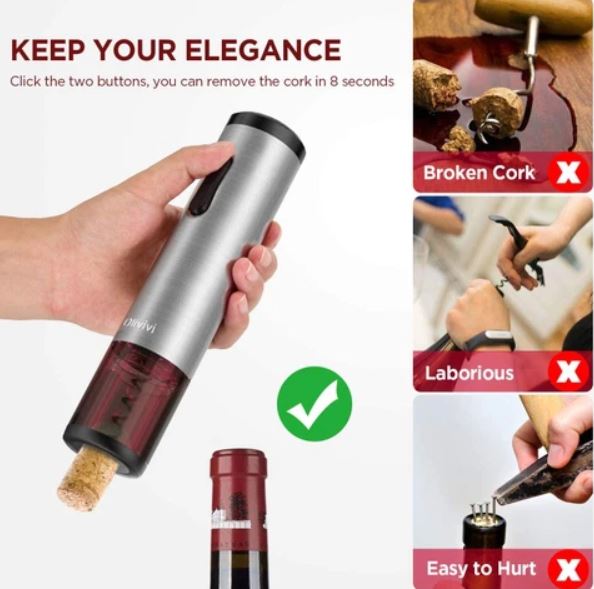 KEEP YOUR ELEGANCE
Click the two buttons, you can remove the cork in 8 seconds
Broken Cork
Ollvivi
Laborious
Easy to Hurt